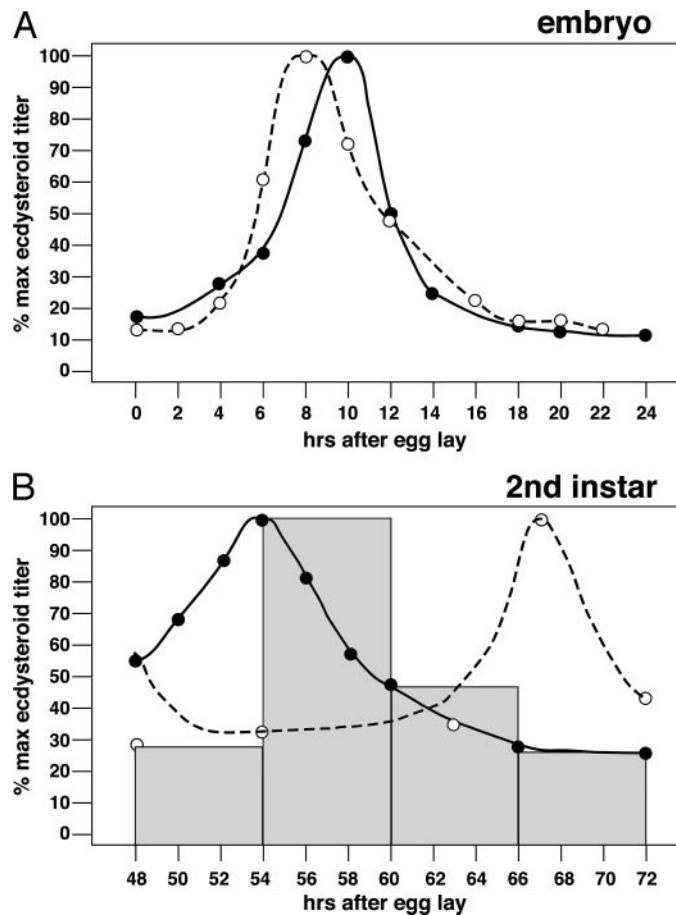 A
embryo
% max ecdysteroid titer
100
90
80
70
60
50
40
30
20
10
0
0 2 4 6 8 10 12 14 16 18 20 22 24
hrs after egg lay
B
2nd instar
% max ecdysteroid titer
100
90
80
70
60
50
40
30
20
10
0
48 50 52 54 56 58 60 62 64 66 68 70 72
hrs after egg lay